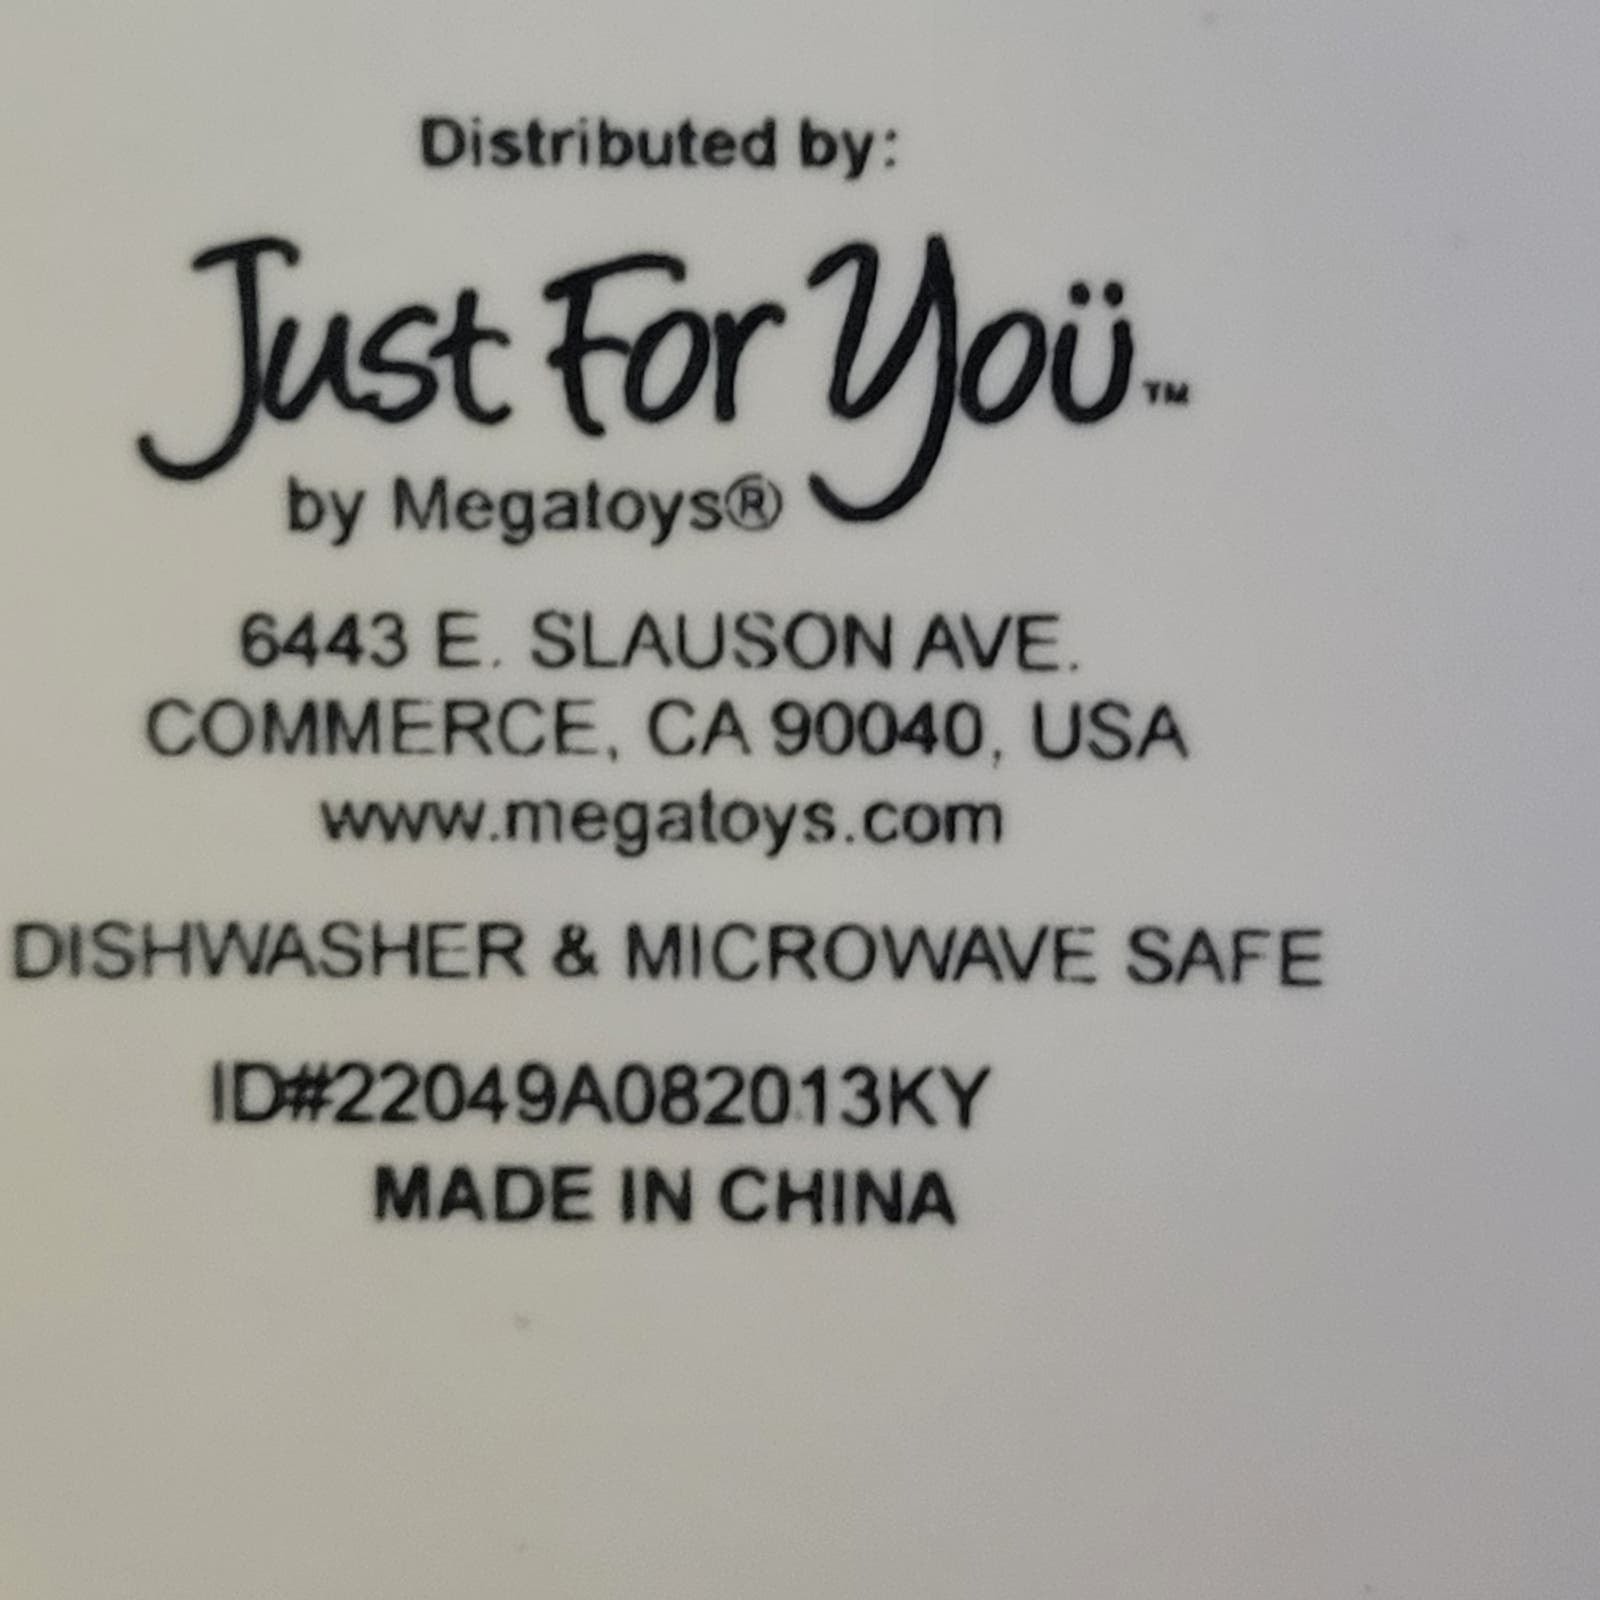 Distributed by:
Just For Yoü™
by Megatoys®
6443 E. SLAUSON AVE.
COMMERCE, CA 90040, USA
www.megatoys.com
DISHWASHER & MICROWAVE SAFE
ID#22049A082013KY
MADE IN CHINA